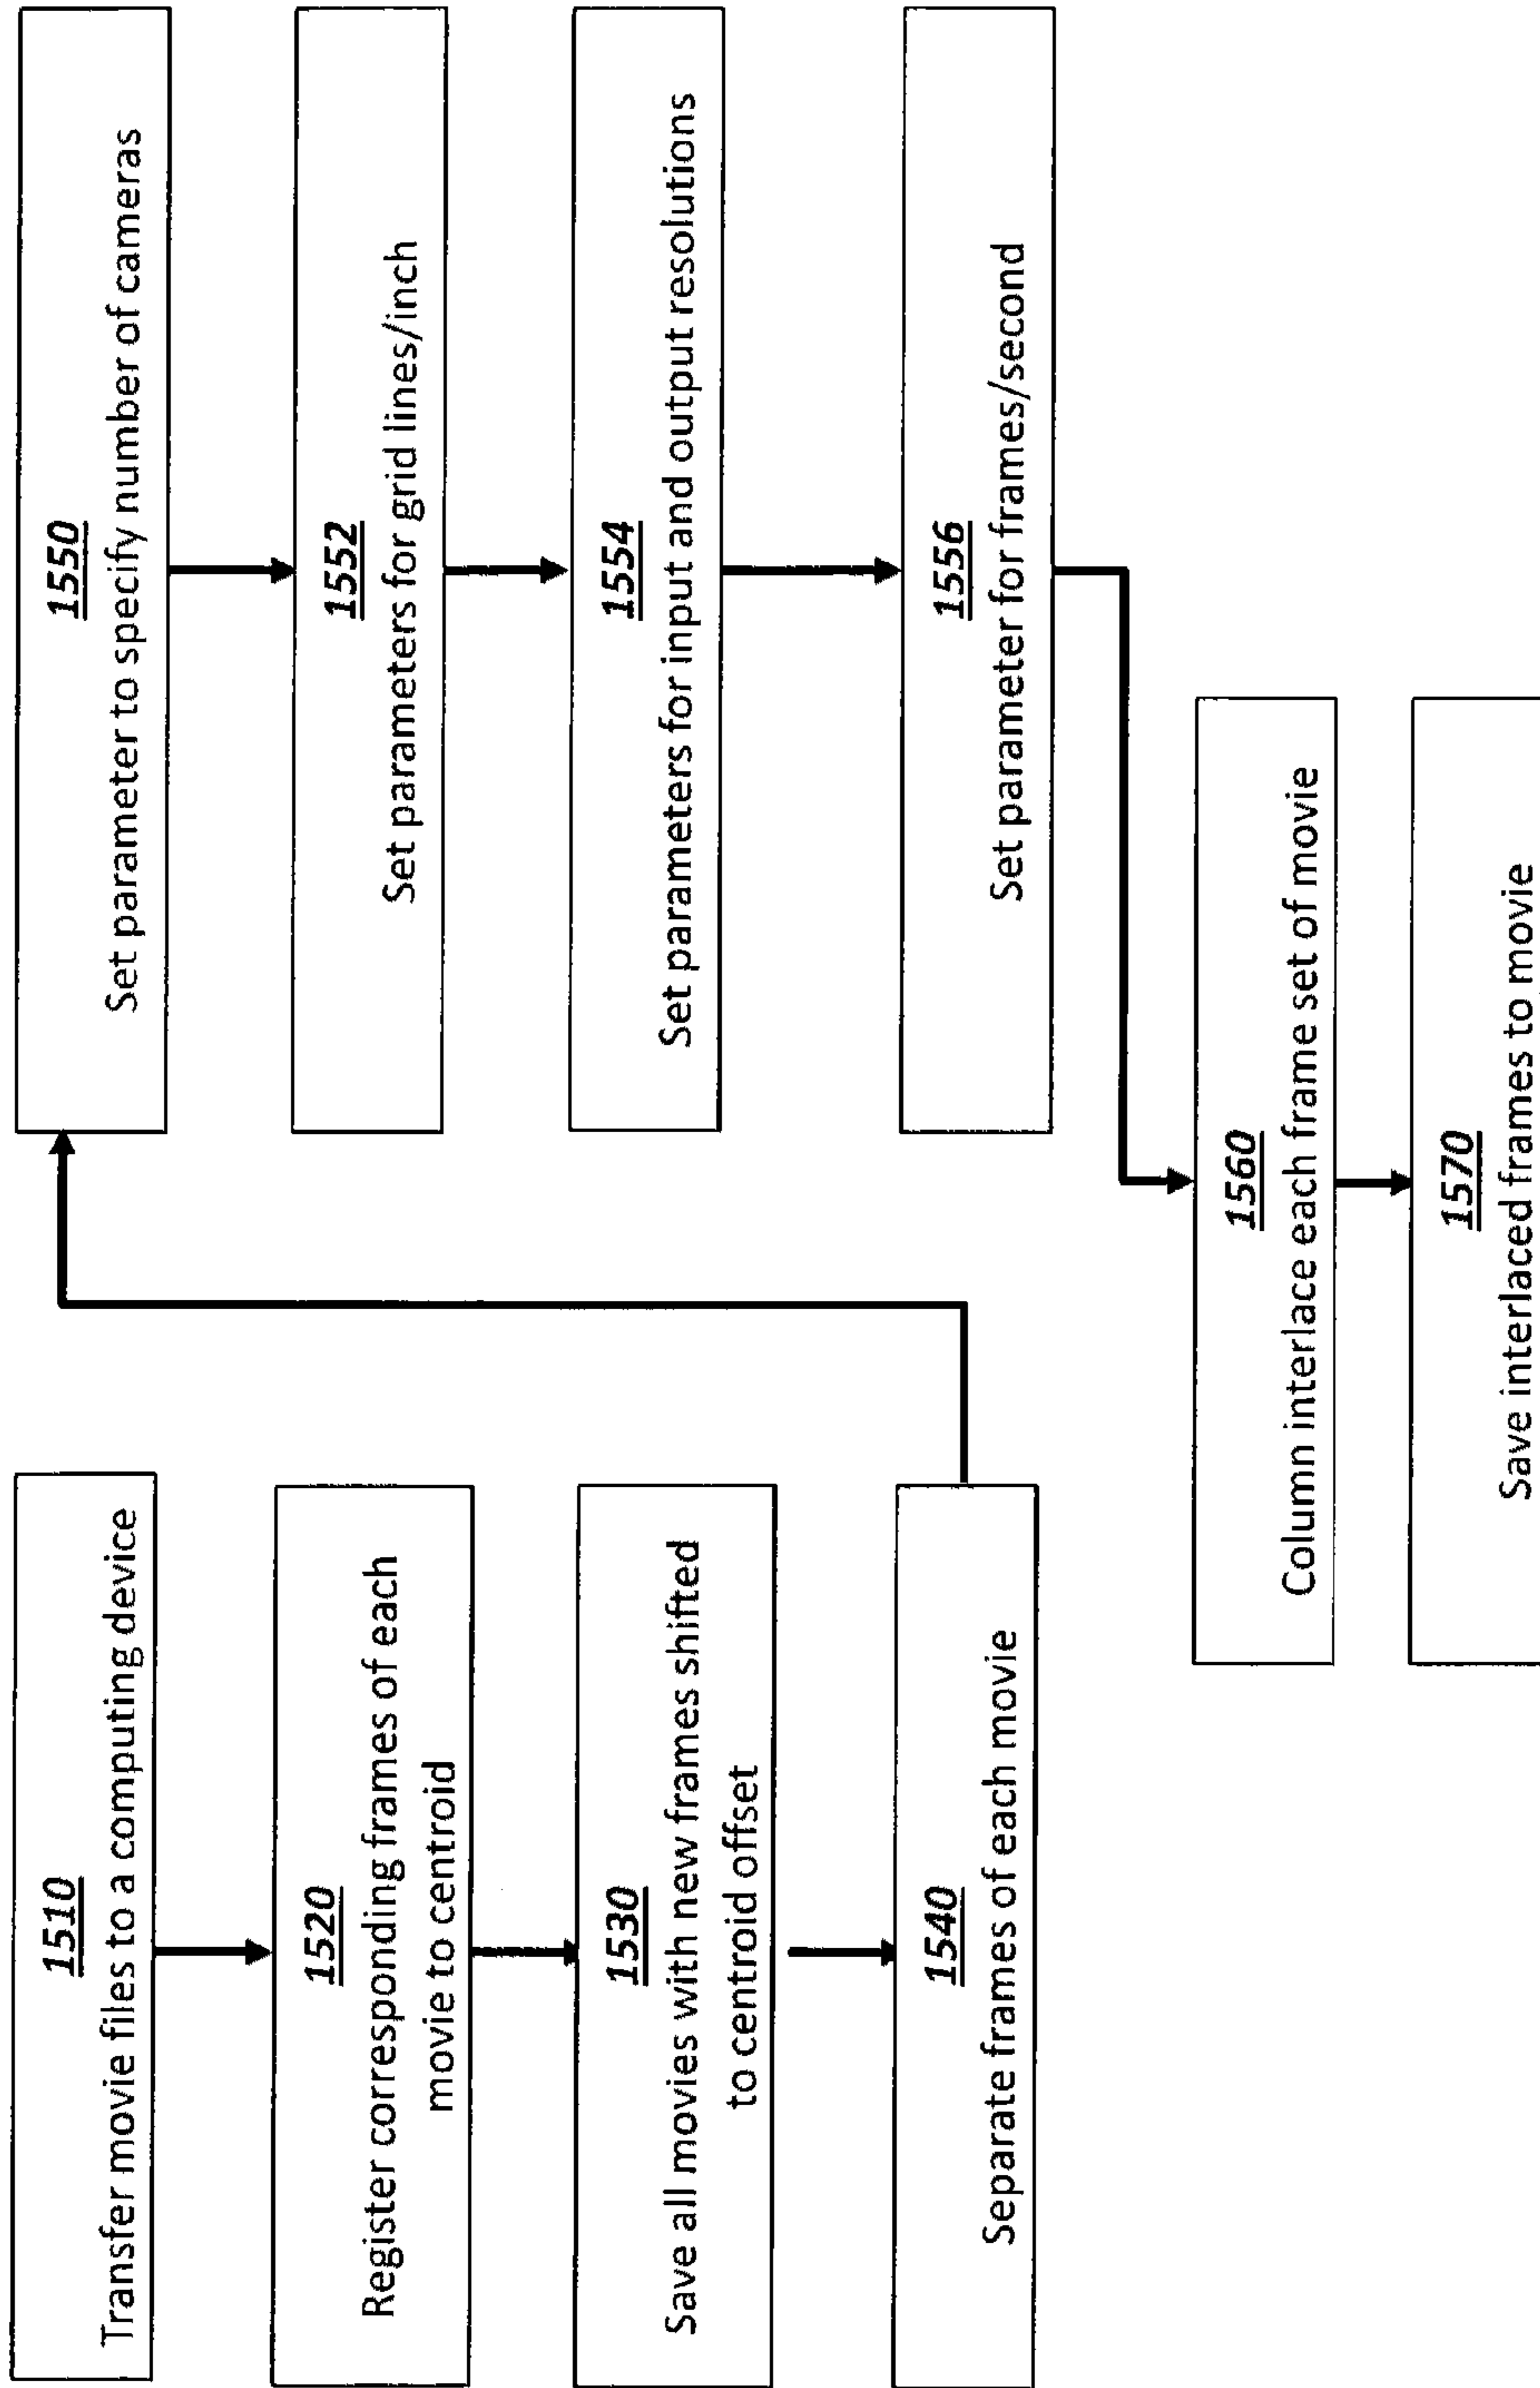 1510
Transfer movie files to a computing device
1520
Register corresponding frames of each
movie to centroid
1530
Save all movies with new frames shifted
to centroid offset
1540
Separate frames of each movie
1550
Set parameter to specify number of cameras
1552
Set parameters for grid lines/inch
1554
Set parameters for input and output resolutions
1556
Set parameter for frames/second
1560
Column interlace each frame set of movie
1570
Save interlaced frames to movie